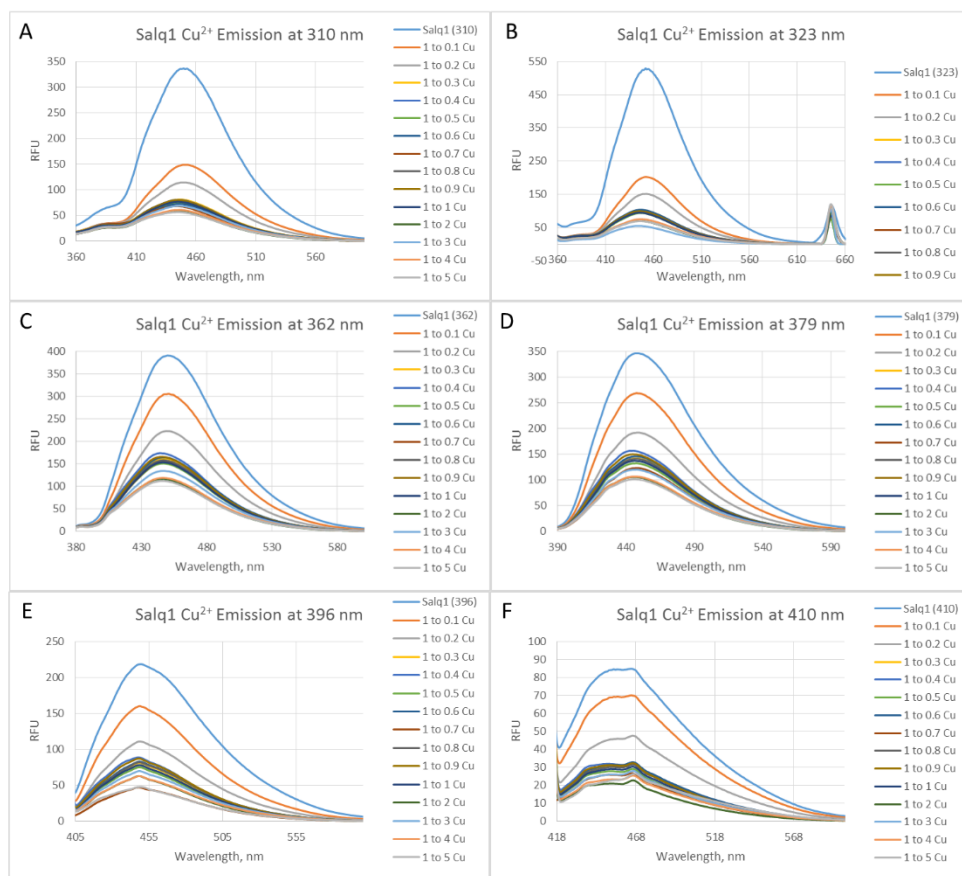 A
Salq1 Cu²⁺ Emission at 310 nm
350
300
250
200
150
100
50
0
RFU
360 410 460 510 560
Wavelength, nm
Salq1 (310)
1 to 0.1 Cu
1 to 0.2 Cu
1 to 0.3 Cu
1 to 0.4 Cu
1 to 0.5 Cu
1 to 0.6 Cu
1 to 0.7 Cu
1 to 0.8 Cu
1 to 0.9 Cu
1 to 1 Cu
1 to 2 Cu
1 to 3 Cu
1 to 4 Cu
1 to 5 Cu
B
Salq1 Cu²⁺ Emission at 323 nm
550
450
350
250
150
50
-50
RFU
360 410 460 510 560 610 660
Wavelength, nm
Salq1 (323)
1 to 0.1 Cu
1 to 0.2 Cu
1 to 0.3 Cu
1 to 0.4 Cu
1 to 0.5 Cu
1 to 0.6 Cu
1 to 0.7 Cu
1 to 0.8 Cu
1 to 0.9 Cu
C
Salq1 Cu²⁺ Emission at 362 nm
400
350
300
250
200
150
100
50
0
RFU
380 430 480 530 580
Wavelength, nm
Salq1 (362)
1 to 0.1 Cu
1 to 0.2 Cu
1 to 0.3 Cu
1 to 0.4 Cu
1 to 0.5 Cu
1 to 0.6 Cu
1 to 0.7 Cu
1 to 0.8 Cu
1 to 0.9 Cu
1 to 1 Cu
1 to 2 Cu
1 to 3 Cu
1 to 4 Cu
1 to 5 Cu
D
Salq1 Cu²⁺ Emission at 379 nm
350
300
250
200
150
100
50
0
RFU
390 440 490 540 590
Wavelength, nm
Salq1 (379)
1 to 0.1 Cu
1 to 0.2 Cu
1 to 0.3 Cu
1 to 0.4 Cu
1 to 0.5 Cu
1 to 0.6 Cu
1 to 0.7 Cu
1 to 0.8 Cu
1 to 0.9 Cu
1 to 1 Cu
1 to 2 Cu
1 to 3 Cu
1 to 4 Cu
1 to 5 Cu
E
Salq1 Cu²⁺ Emission at 396 nm
250
200
150
100
50
0
RFU
405 455 505 555
Wavelength, nm
Salq1 (396)
1 to 0.1 Cu
1 to 0.2 Cu
1 to 0.3 Cu
1 to 0.4 Cu
1 to 0.5 Cu
1 to 0.6 Cu
1 to 0.7 Cu
1 to 0.8 Cu
1 to 0.9 Cu
1 to 1 Cu
1 to 2 Cu
1 to 3 Cu
1 to 4 Cu
1 to 5 Cu
F
Salq1 Cu²⁺ Emission at 410 nm
100
90
80
70
60
50
40
30
20
10
0
RFU
418 468 518 568
Wavelength, nm
Salq1 (410)
1 to 0.1 Cu
1 to 0.2 Cu
1 to 0.3 Cu
1 to 0.4 Cu
1 to 0.5 Cu
1 to 0.6 Cu
1 to 0.7 Cu
1 to 0.8 Cu
1 to 0.9 Cu
1 to 1 Cu
1 to 2 Cu
1 to 3 Cu
1 to 4 Cu
1 to 5 Cu